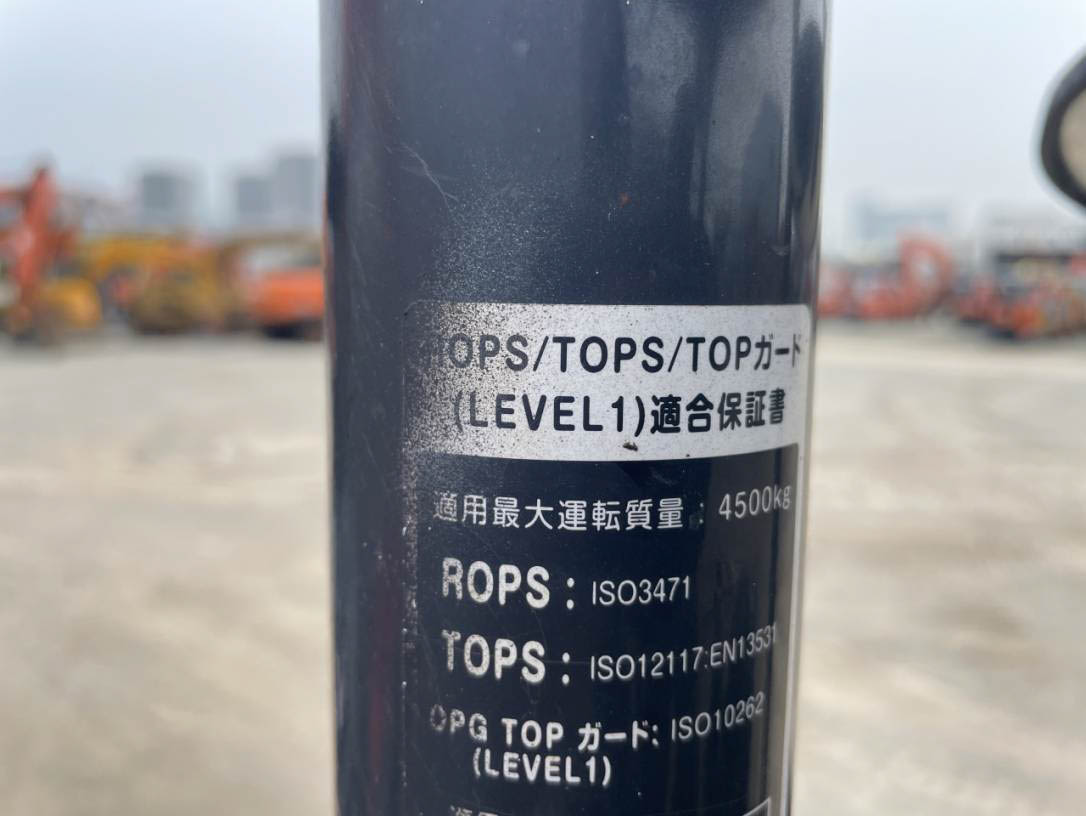 OPS/TOPS/TOPガード
(LEVEL1)適合保証書
適用最大運転質量: 4500kg
ROPS: ISO3471
TOPS: ISO12117:EN13531
OPG TOP ガード: ISO10262
(LEVEL1)